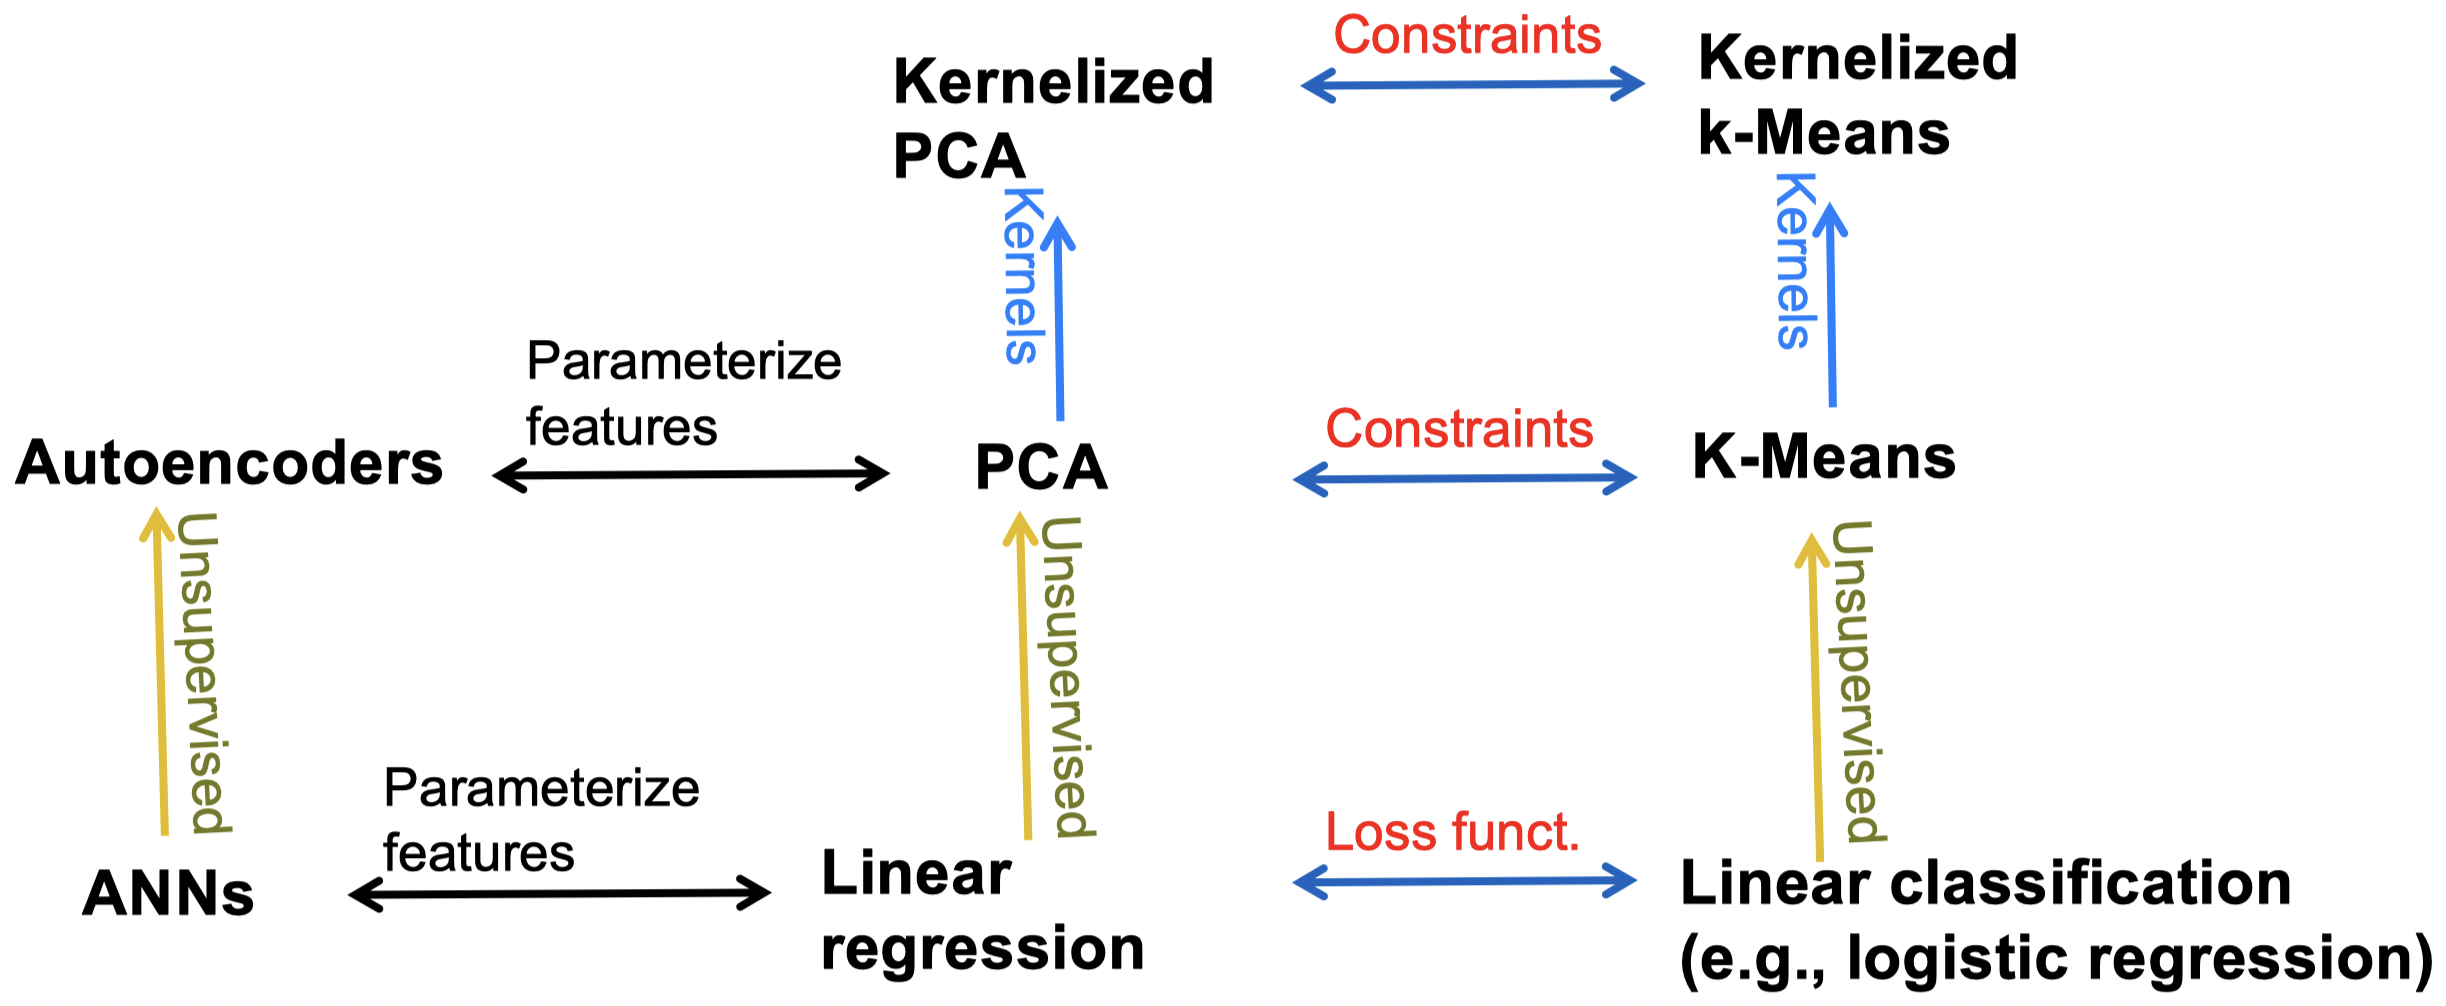 Constraints
Kernelized
PCA
Kernelized
k-Means
Kernels
Kernels
Parameterize
features
Constraints
Autoencoders
PCA
K-Means
Unsupervised
Unsupervised
Unsupervised
Parameterize
features
Loss funct.
ANNs
Linear
regression
Linear classification
(e.g., logistic regression)